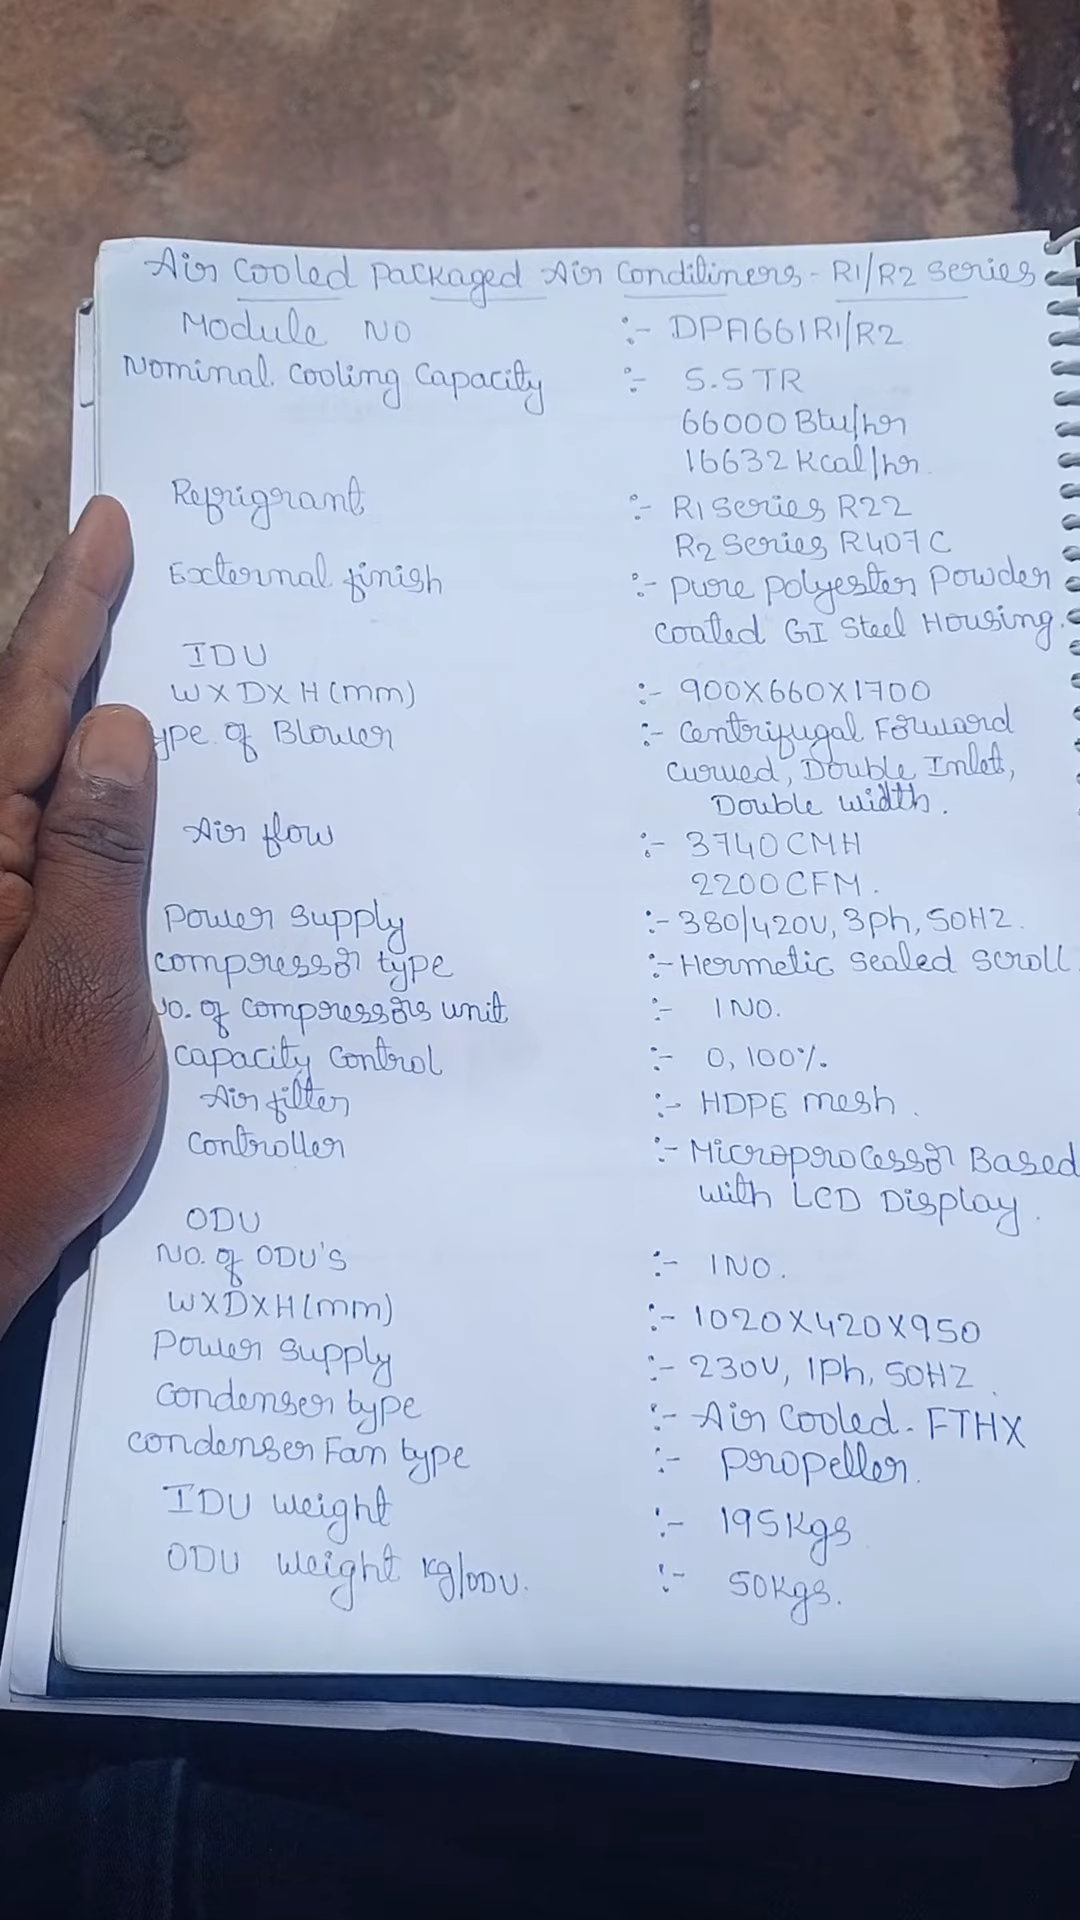 Air Cooled Packaged Air Condiliners - R1/R2 Series
Module NO :- DPA661R1/R2
Nominal Cooling Capacity :- 5.5TR
66000 Btu/hr
16632 Kcal/hr.
Refrigrant :- R1 Series R22
R2 Series R407C
External finish :- Pure Polyester Powder
coated GI Steel Housing.
IDU
WXDXH(mm) :- 900X660X1700
ype of Blower :- Centrifugal Forward
curved, Double Inlet,
Double width.
Air flow :- 3740CMH
2200CFM.
Power Supply :- 380/420V, 3Ph, 50HZ.
compressor type :- Hermetic Sealed Scroll
o. of compressors unit :- 1NO.
Capacity Control :- 0, 100%.
Air filter :- HDPE mesh.
Controller :- Microprocessor Based
with LCD Display.
ODU
NO. of ODU'S :- 1NO.
WXDXH(mm) :- 1020X420X950
Power Supply :- 230V, 1Ph, 50HZ.
Condenser type :- Air Cooled - FTHX
condenser Fan type :- Propeller.
IDU weight :- 195Kgs
ODU weight kg/ODU. :- 50Kgs.